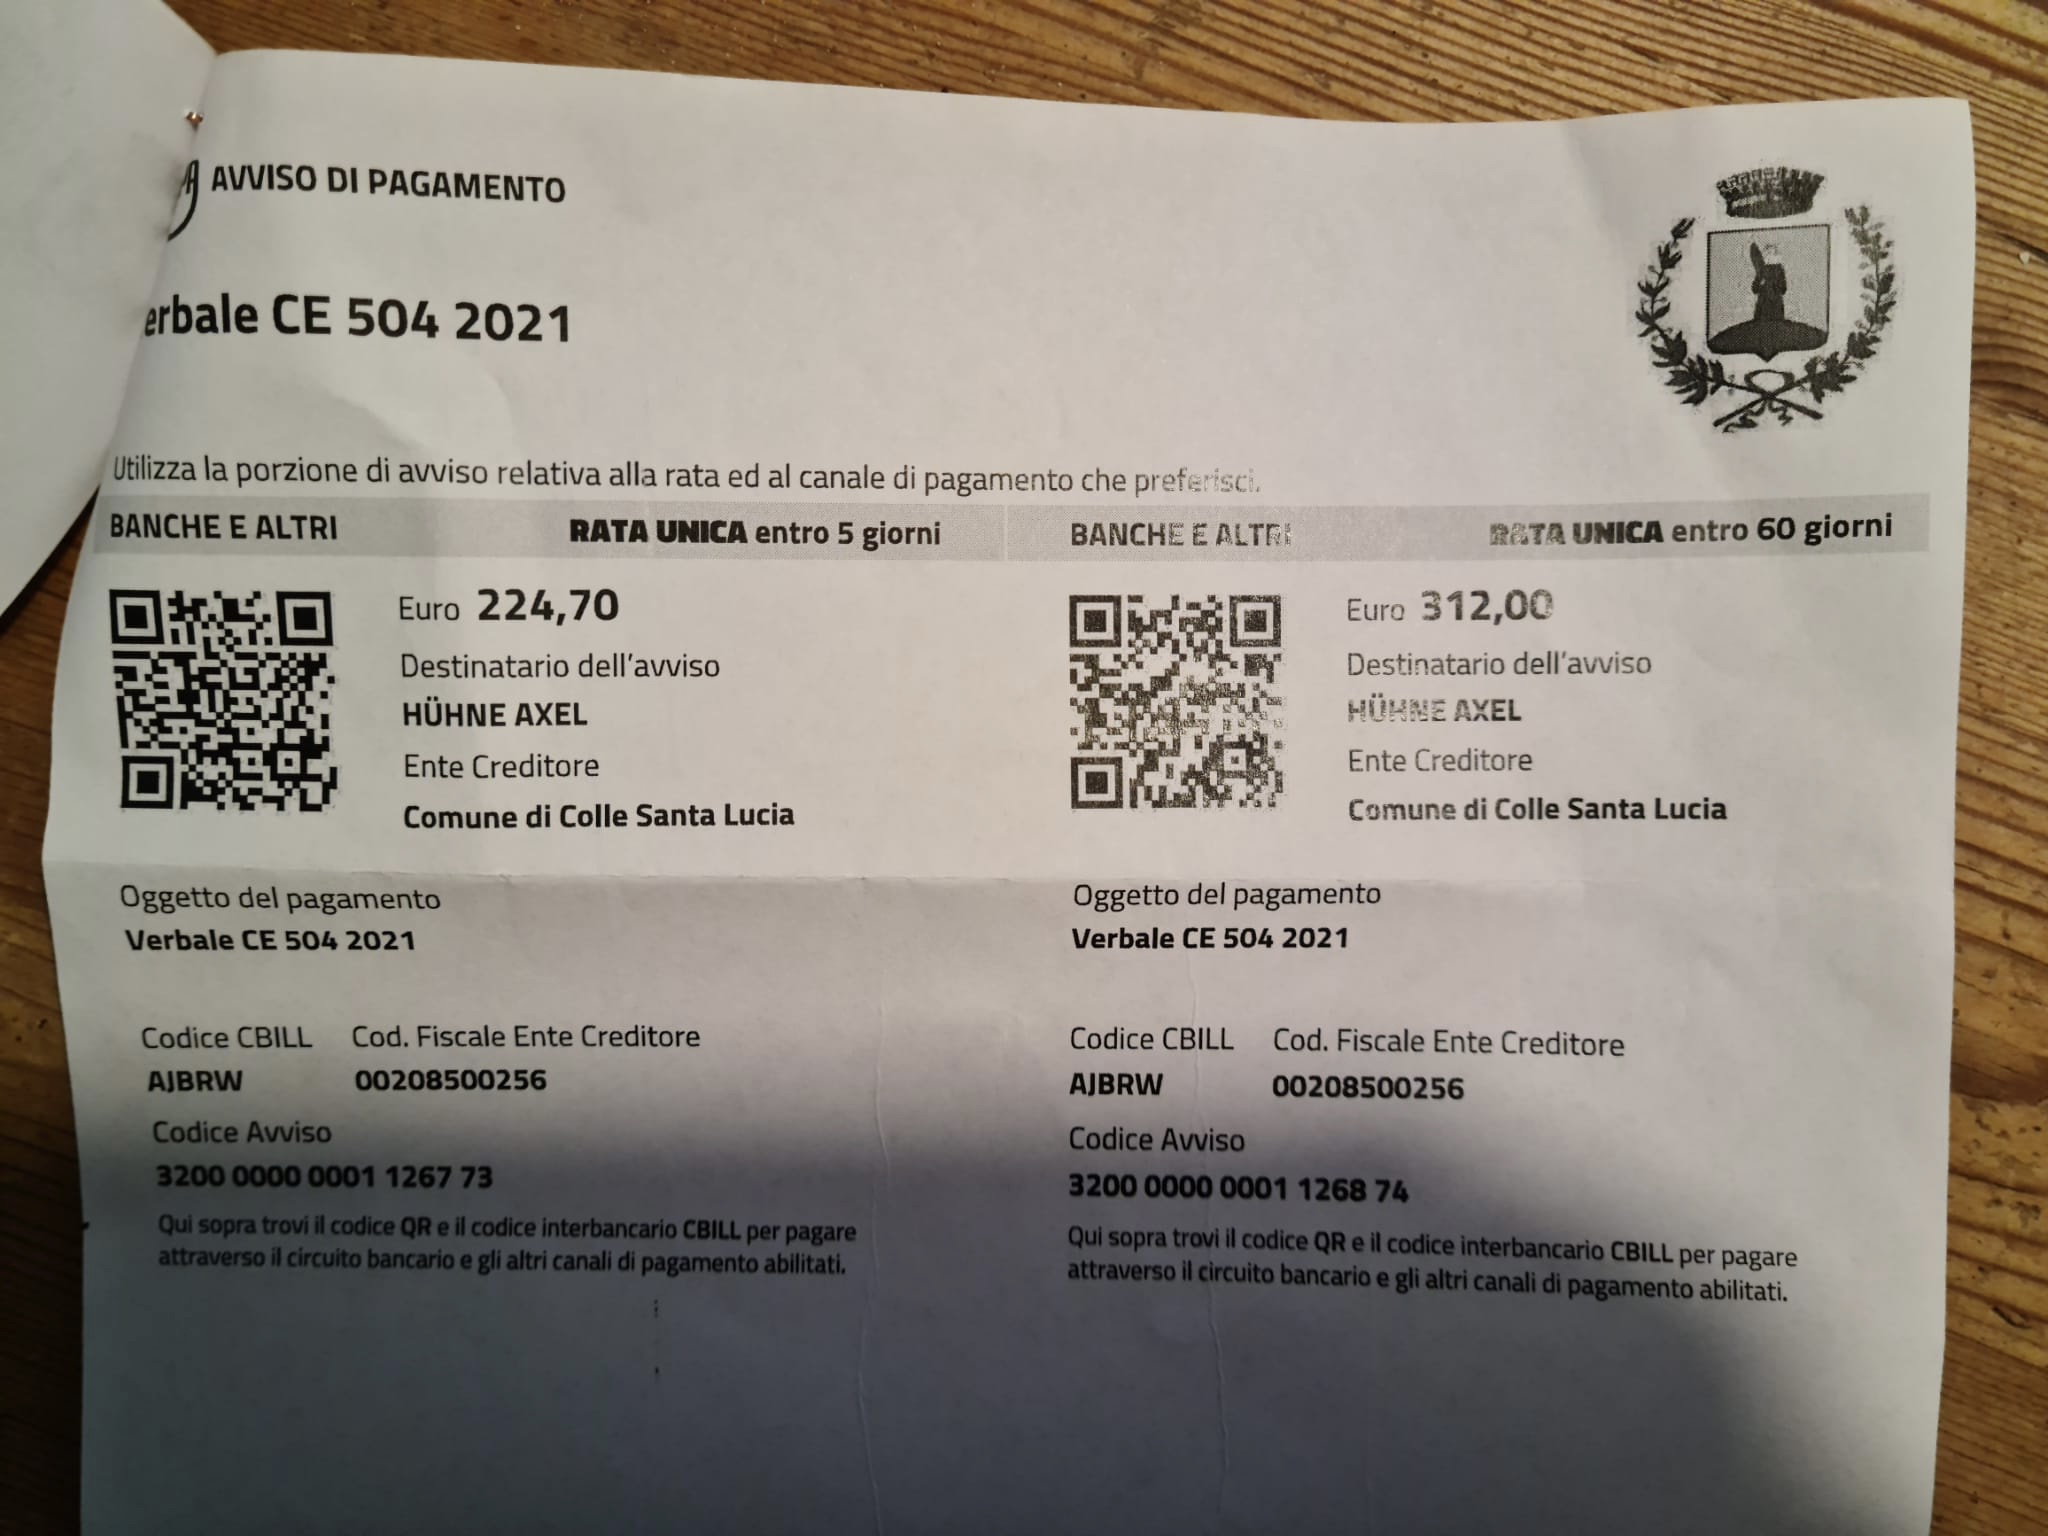 AVVISO DI PAGAMENTO
erbale CE 504 2021
Utilizza la porzione di avviso relativa alla rata ed al canale di pagamento che preferisci.
BANCHE E ALTRI RATA UNICA entro 5 giorni
Euro 224,70
Destinatario dell'avviso
HÜHNE AXEL
Ente Creditore
Comune di Colle Santa Lucia
Oggetto del pagamento
Verbale CE 504 2021
Codice CBILL Cod. Fiscale Ente Creditore
AJBRW 00208500256
Codice Avviso
3200 0000 0001 1267 73
Qui sopra trovi il codice QR e il codice interbancario CBILL per pagare
attraverso il circuito bancario e gli altri canali di pagamento abilitati.
BANCHE E ALTRI RATA UNICA entro 60 giorni
Euro 312,00
Destinatario dell'avviso
HÜHNE AXEL
Ente Creditore
Comune di Colle Santa Lucia
Oggetto del pagamento
Verbale CE 504 2021
Codice CBILL Cod. Fiscale Ente Creditore
AJBRW 00208500256
Codice Avviso
3200 0000 0001 1268 74
Qui sopra trovi il codice QR e il codice interbancario CBILL per pagare
attraverso il circuito bancario e gli altri canali di pagamento abilitati.